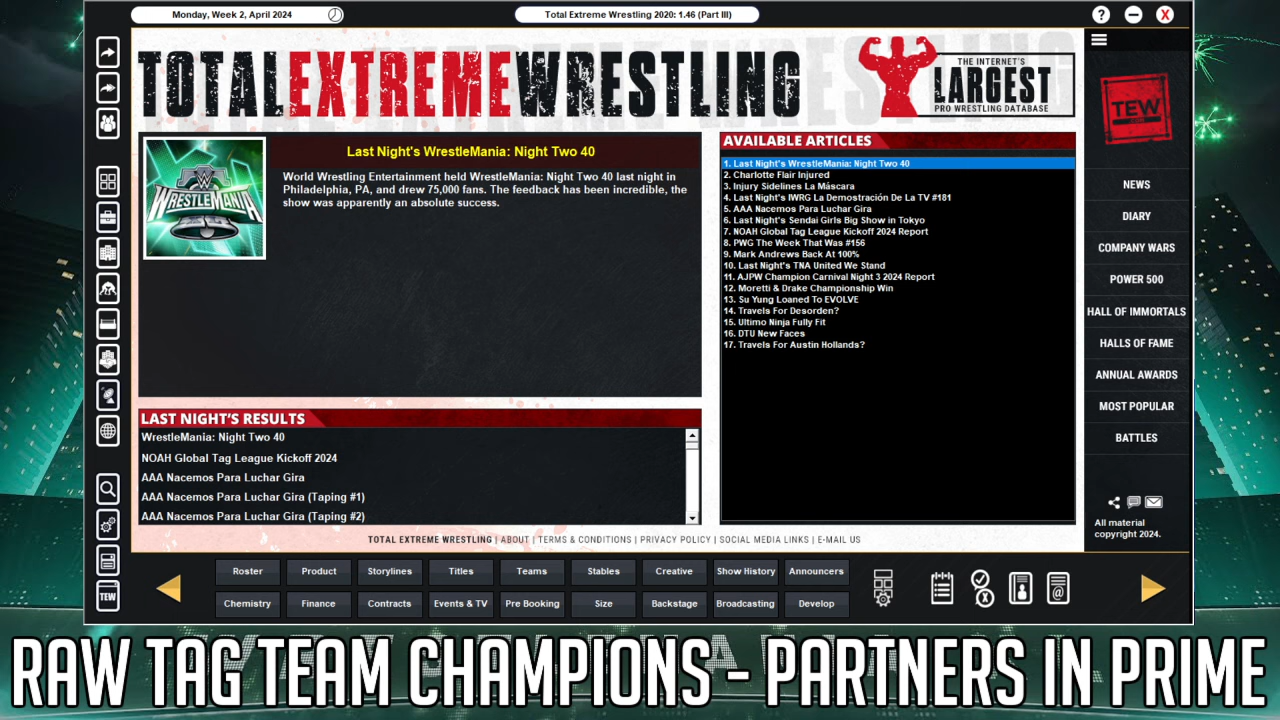 Monday, Week 2, April 2024
Total Extreme Wrestling 2020: 1.46 (Part III)
?
X
TOTALEXTREMEWRESTLING
THE INTERNET'S
LARGEST
PRO WRESTLING DATABASE
TEW
Last Night's WrestleMania: Night Two 40
World Wrestling Entertainment held WrestleMania: Night Two 40 last night in
Philadelphia, PA, and drew 75,000 fans. The feedback has been incredible, the
show was apparently an absolute success.
WRESTLEMANIA
AVAILABLE ARTICLES
1. Last Night's WrestleMania: Night Two 40
2. Charlotte Flair Injured
3. Injury Sidelines La Máscara
4. Last Night's IWRG La Demostración De La TV #181
5. AAA Nacemos Para Luchar Gira
6. Last Night's Sendai Girls Big Show in Tokyo
7. NOAH Global Tag League Kickoff 2024 Report
8. PWG The Week That Was #156
9. Mark Andrews Back At 100%
10. Last Night's TNA United We Stand
11. AJPW Champion Carnival Night 3 2024 Report
12. Moretti & Drake Championship Win
13. Su Yung Loaned To EVOLVE
14. Travels For Desorden?
15. Ultimo Ninja Fully Fit
16. DTU New Faces
17. Travels For Austin Hollands?
NEWS
DIARY
COMPANY WARS
POWER 500
HALL OF IMMORTALS
HALLS OF FAME
ANNUAL AWARDS
MOST POPULAR
BATTLES
All material
copyright 2024.
LAST NIGHT'S RESULTS
WrestleMania: Night Two 40
NOAH Global Tag League Kickoff 2024
AAA Nacemos Para Luchar Gira
AAA Nacemos Para Luchar Gira (Taping #1)
AAA Nacemos Para Luchar Gira (Taping #2)
TOTAL EXTREME WRESTLING | ABOUT | TERMS & CONDITIONS | PRIVACY POLICY | SOCIAL MEDIA LINKS | E-MAIL US
TEW
Roster Product Storylines Titles Teams Stables Creative Show History Announcers
Chemistry Finance Contracts Events & TV Pre Booking Size Backstage Broadcasting Develop
RAW TAG TEAM CHAMPIONS - PARTNERS IN PRIME